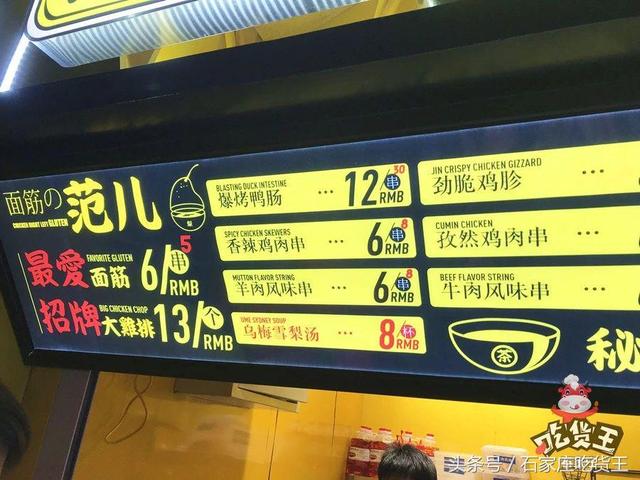 面筋の范儿
最爱 FAVORITE GLUTEN 面筋 6/串 5 RMB
招牌 BIG CHICKEN CHOP 大雞排 13/个 RMB
BLASTING DUCK INTESTINE
爆烤鸭肠 ··· 12/串 30 RMB
SPICY CHICKEN SKEWERS
香辣鸡肉串 ··· 6/串 8 RMB
MUTTON FLAVOR STRING
羊肉风味串 ··· 6/串 8 RMB
UME SYDNEY SOUP
乌梅雪梨汤 ··· 8/杯 RMB
JIN CRISPY CHICKEN GIZZARD
劲脆鸡胗 ···
CUMIN CHICKEN
孜然鸡肉串 ···
BEEF FLAVOR STRING
牛肉风味串 ···
茶
秘
吃货王
头条号 / 石家庄吃货王